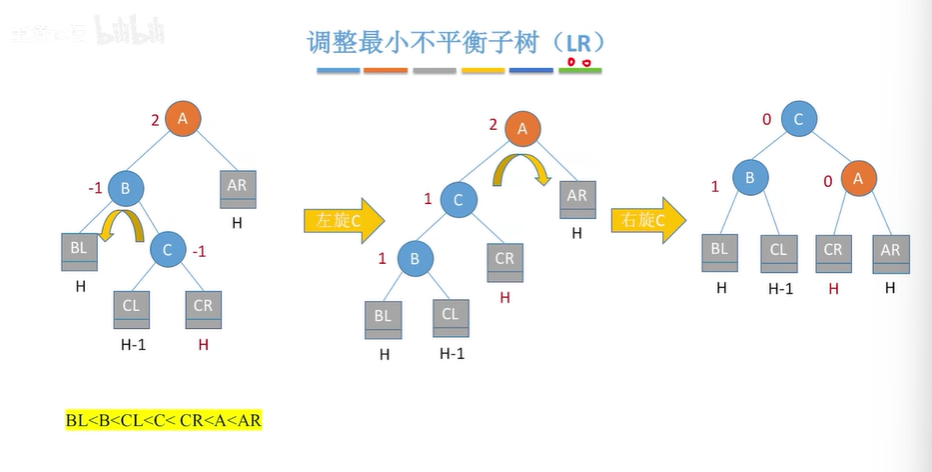 bilibili
调整最小不平衡子树（LR）
2 A
-1 B
AR
H
BL
H
C -1
CL
H-1
CR
H
左旋C
2 A
1 C
AR
H
1 B
CR
H
BL
H
CL
H-1
右旋C
0 C
1 B
0 A
BL
H
CL
H-1
CR
H
AR
H
BL<B<CL<C< CR<A<AR